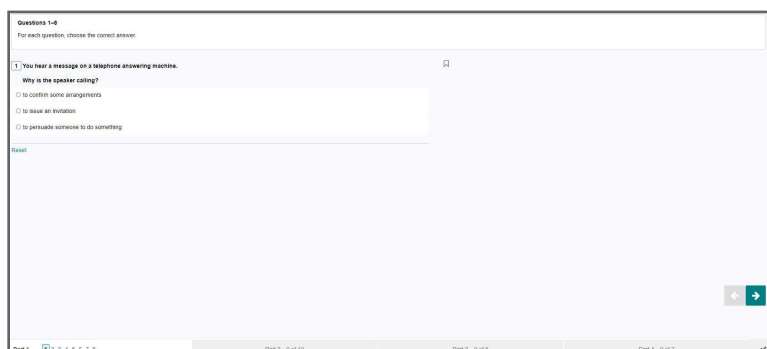 Questions 1–8
For each question, choose the correct answer.
1 You hear a message on a telephone answering machine.
Why is the speaker calling?
to confirm some arrangements
to issue an invitation
to persuade someone to do something
Reset